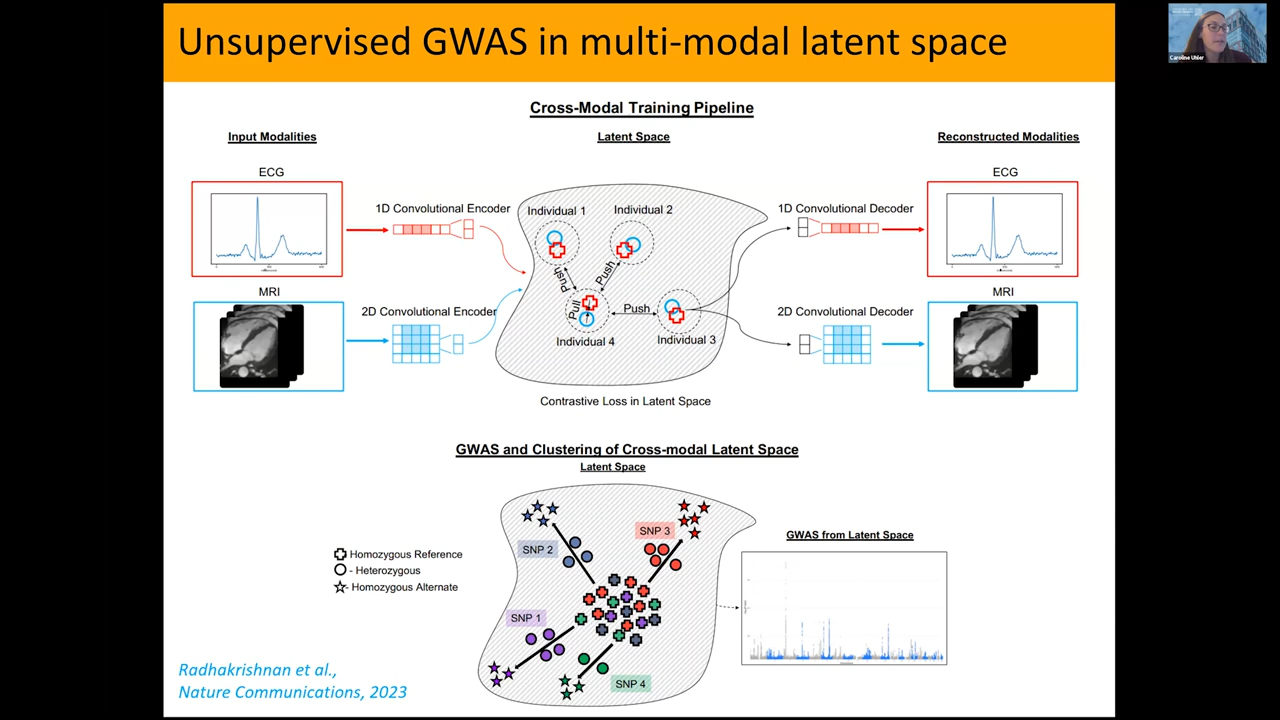 Unsupervised GWAS in multi-modal latent space
Caroline Uhler
Cross-Modal Training Pipeline
Input Modalities
Latent Space
Reconstructed Modalities
ECG
ECG
1D Convolutional Encoder
Individual 1
Individual 2
1D Convolutional Decoder
Push
Push
MRI
MRI
2D Convolutional Encoder
Pull
Push
2D Convolutional Decoder
Individual 4
Individual 3
Contrastive Loss in Latent Space
GWAS and Clustering of Cross-modal Latent Space
Latent Space
SNP 3
GWAS from Latent Space
SNP 2
Homozygous Reference
- Heterozygous
- Homozygous Alternate
SNP 1
SNP 4
Radhakrishnan et al.,
Nature Communications, 2023